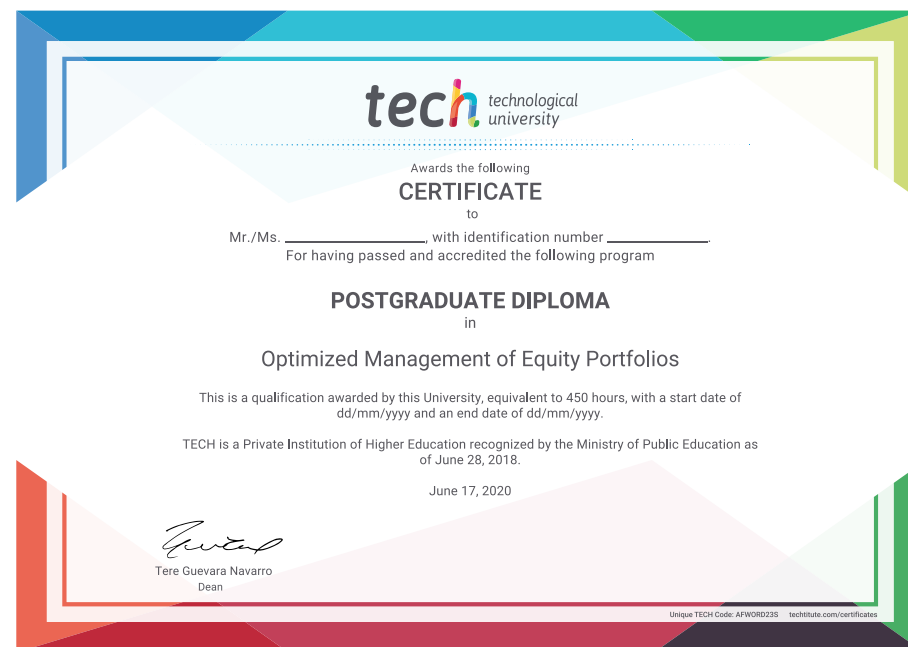 tech technological
university
Awards the following
CERTIFICATE
to
Mr./Ms. ____________________, with identification number ______________.
For having passed and accredited the following program
POSTGRADUATE DIPLOMA
in
Optimized Management of Equity Portfolios
This is a qualification awarded by this University, equivalent to 450 hours, with a start date of
dd/mm/yyyy and an end date of dd/mm/yyyy.
TECH is a Private Institution of Higher Education recognized by the Ministry of Public Education as
of June 28, 2018.
June 17, 2020
Tere Guevara Navarro
Dean
Unique TECH Code: AFWORD23S techtitute.com/certificates